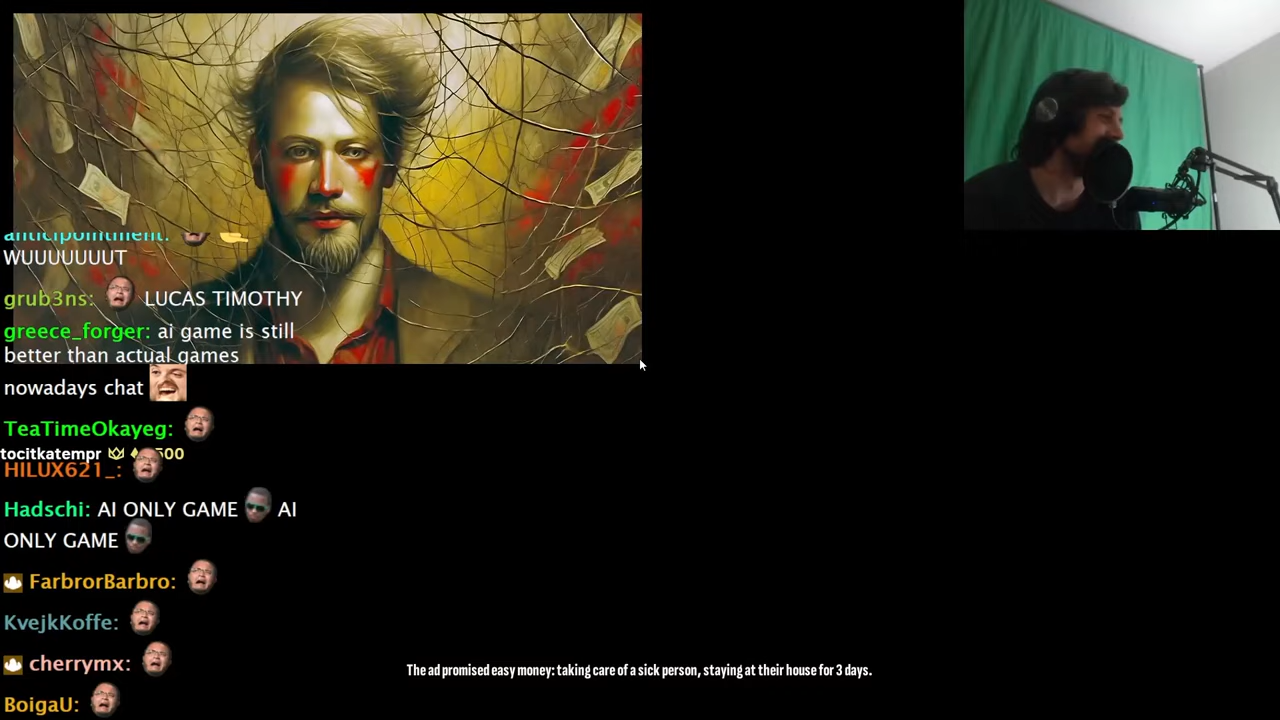 anticipointment:
WUUUUUUUT
grub3ns: LUCAS TIMOTHY
greece_forger: ai game is still
better than actual games
nowadays chat
TeaTimeOkayeg:
tocitkatempr 500
HILUX621_:
Hadschi: AI ONLY GAME AI
ONLY GAME
FarbrorBarbro:
KvejkKoffe:
cherrymx:
BoigaU:
The ad promised easy money: taking care of a sick person, staying at their house for 3 days.